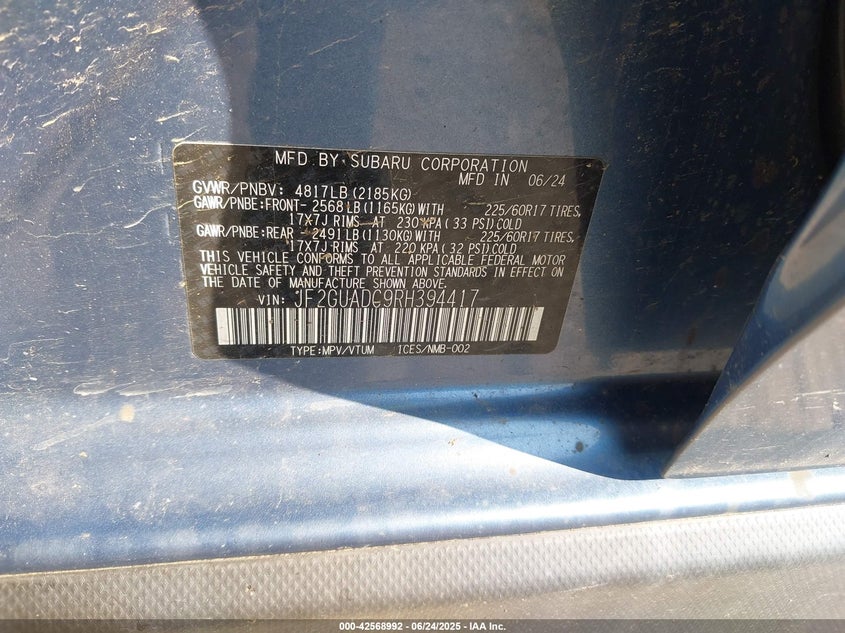 MFD BY SUBARU CORPORATION
MFD IN 06/24
GVWR/PNBV: 4817LB(2185KG)
GAWR/PNBE:FRONT- 2568LB(1165KG)WITH 225/60R17 TIRES,
17X7J RIMS AT 230 KPA(33 PSI)COLD
GAWR/PNBE:REAR - 2491LB(1130KG)WITH 225/60R17 TIRES,
17X7J RIMS AT 220 KPA(32 PSI)COLD
THIS VEHICLE CONFORMS TO ALL APPLICABLE FEDERAL MOTOR
VEHICLE SAFETY AND THEFT PREVENTION STANDARDS IN EFFECT ON
THE DATE OF MANUFACTURE SHOWN ABOVE.
VIN: JF2GUADC9RH394417
TYPE:MPV/VTUM ICES/NMB-002
000-42568992 - 06/24/2025 - IAA Inc.